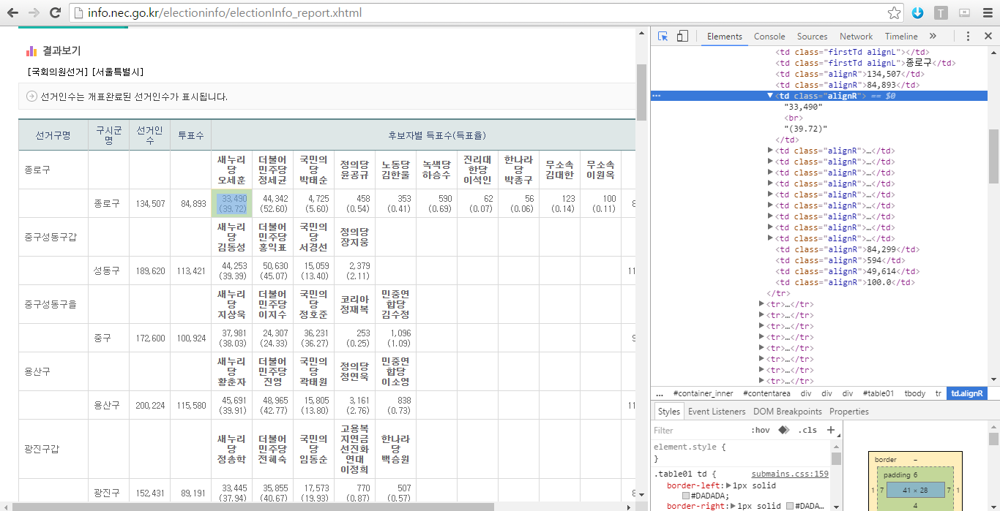 info.nec.go.kr/electioninfo/electionInfo_report.xhtml
결과보기
[국회의원선거] [서울특별시]
선거인수는 개표완료된 선거인수가 표시됩니다.
선거구명 구시군명 선거인수 투표수 후보자별 득표수(득표율)
종로구 새누리당 오세훈 더불어민주당 정세균 국민의당 박태순 정의당 윤공규 노동당 김한울 녹색당 하승수 진리대한당 이석인 한나라당 박종구 무소속 김대한 무소속 이원옥
종로구 134,507 84,893 33,490 (39.72) 44,342 (52.60) 4,725 (5.60) 458 (0.54) 353 (0.41) 590 (0.69) 62 (0.07) 56 (0.06) 123 (0.14) 100 (0.11) 8
중구성동구갑 새누리당 김동성 더불어민주당 홍익표 국민의당 서경선 정의당 장지웅
성동구 189,620 113,421 44,253 (39.39) 50,630 (45.07) 15,059 (13.40) 2,379 (2.11) 11
중구성동구을 새누리당 지상욱 더불어민주당 이지수 국민의당 정호준 코리아 정재복 민중연합당 김수정
중구 172,600 100,924 37,981 (38.03) 24,307 (24.33) 36,231 (36.27) 253 (0.25) 1,096 (1.09) 9
용산구 새누리당 황춘자 더불어민주당 진영 국민의당 곽태원 정의당 정연욱 민중연합당 이소영
용산구 200,224 115,580 45,691 (39.91) 48,965 (42.77) 15,805 (13.80) 3,161 (2.76) 838 (0.73) 11
광진구갑 새누리당 정송학 더불어민주당 전혜숙 국민의당 임동순 고용복지연금선진화연대 이정희 한나라당 백승원
광진구 152,431 89,191 33,445 (37.94) 35,855 (40.67) 17,573 (19.93) 770 (0.87) 507 (0.57) 8
Elements Console Sources Network Timeline »
<td class="firstTd alignL"></td>
<td class="firstTd alignL">종로구</td>
<td class="alignR">134,507</td>
<td class="alignR">84,893</td>
... ▼<td class="alignR"> == $0
"33,490"
<br>
"(39.72)"
</td>
▶<td class="alignR">…</td>
▶<td class="alignR">…</td>
▶<td class="alignR">…</td>
▶<td class="alignR">…</td>
▶<td class="alignR">…</td>
▶<td class="alignR">…</td>
▶<td class="alignR">…</td>
▶<td class="alignR">…</td>
▶<td class="alignR">…</td>
<td class="alignR">84,299</td>
<td class="alignR">594</td>
<td class="alignR">49,614</td>
<td class="alignR">100.0</td>
</tr>
▶<tr>…</tr>
▶<tr>…</tr>
▶<tr>…</tr>
▶<tr>…</tr>
▶<tr>…</tr>
▶<tr>…</tr>
▶<tr>…</tr>
▶<tr>…</tr>
... #container_inner #contentarea div div div #table01 tbody tr td.alignR
Styles Event Listeners DOM Breakpoints Properties
Filter :hov .cls +
element.style {
}
.table01 td { submains.css:159
border-left:▶1px solid
#DADADA;
border-right:▶1px solid #DADA…
border –
padding 6
1 7 41 × 28 7 1
4